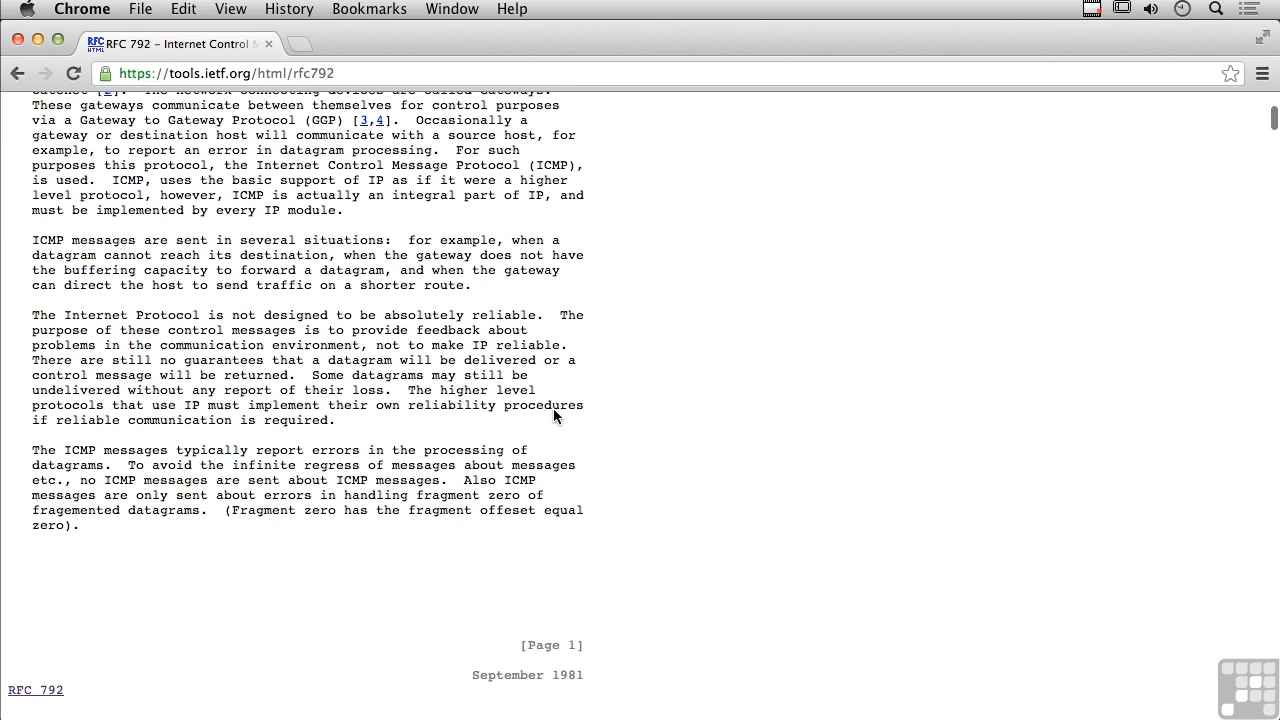 Chrome File Edit View History Bookmarks Window Help
RFC HTML RFC 792 – Internet Control
https://tools.ietf.org/html/rfc792
Catenet [2]. The network connecting devices are called Gateways.
These gateways communicate between themselves for control purposes
via a Gateway to Gateway Protocol (GGP) [3,4]. Occasionally a
gateway or destination host will communicate with a source host, for
example, to report an error in datagram processing. For such
purposes this protocol, the Internet Control Message Protocol (ICMP),
is used. ICMP, uses the basic support of IP as if it were a higher
level protocol, however, ICMP is actually an integral part of IP, and
must be implemented by every IP module.
ICMP messages are sent in several situations: for example, when a
datagram cannot reach its destination, when the gateway does not have
the buffering capacity to forward a datagram, and when the gateway
can direct the host to send traffic on a shorter route.
The Internet Protocol is not designed to be absolutely reliable. The
purpose of these control messages is to provide feedback about
problems in the communication environment, not to make IP reliable.
There are still no guarantees that a datagram will be delivered or a
control message will be returned. Some datagrams may still be
undelivered without any report of their loss. The higher level
protocols that use IP must implement their own reliability procedures
if reliable communication is required.
The ICMP messages typically report errors in the processing of
datagrams. To avoid the infinite regress of messages about messages
etc., no ICMP messages are sent about ICMP messages. Also ICMP
messages are only sent about errors in handling fragment zero of
fragemented datagrams. (Fragment zero has the fragment offeset equal
zero).
[Page 1]
September 1981
RFC 792